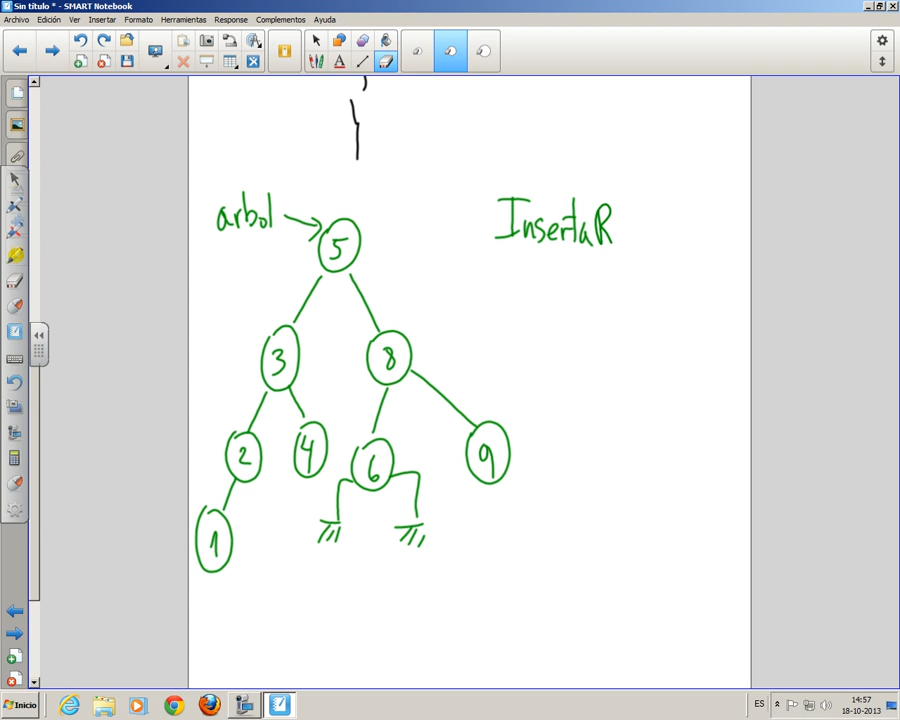 Sin título * - SMART Notebook
Archivo Edición Ver Insertar Formato Herramientas Response Complementos Ayuda
arbol
InsertaR
5
3
8
2
4
6
9
1
Inicio
ES
14:57
18-10-2013